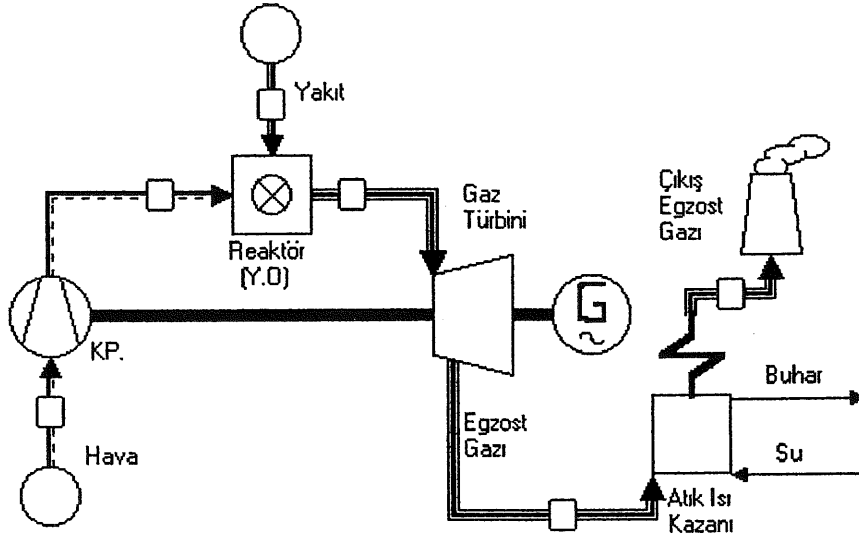 Yakıt
Çıkış
Egzost
Gazı
Gaz
Türbini
Reaktör
(Y.O)
G
~
KP.
Buhar
Egzost
Gazı
Su
Hava
Atık Isı
Kazanı